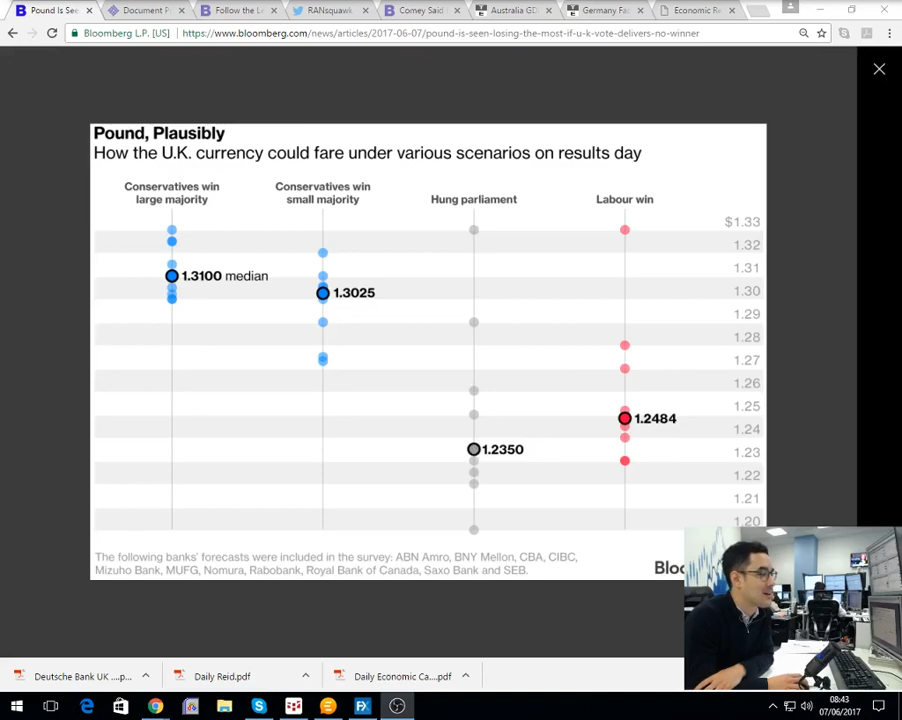 Pound Is See
Document P
Follow the Le
RANsquawk
Comey Said
Australia GD
Germany Fac
Economic Re
Bloomberg L.P. [US]
https://www.bloomberg.com/news/articles/2017-06-07/pound-is-seen-losing-the-most-if-u-k-vote-delivers-no-winner
Pound, Plausibly
How the U.K. currency could fare under various scenarios on results day
Conservatives win
large majority
Conservatives win
small majority
Hung parliament
Labour win
$1.33
1.32
1.31
1.3100 median
1.30
1.3025
1.29
1.28
1.27
1.26
1.25
1.2484
1.24
1.2350
1.23
1.22
1.21
1.20
The following banks' forecasts were included in the survey: ABN Amro, BNY Mellon, CBA, CIBC,
Mizuho Bank, MUFG, Nomura, Rabobank, Royal Bank of Canada, Saxo Bank and SEB.
Bloo
Deutsche Bank UK ....p...
Daily Reid.pdf
Daily Economic Ca....pdf
08:43
07/06/2017